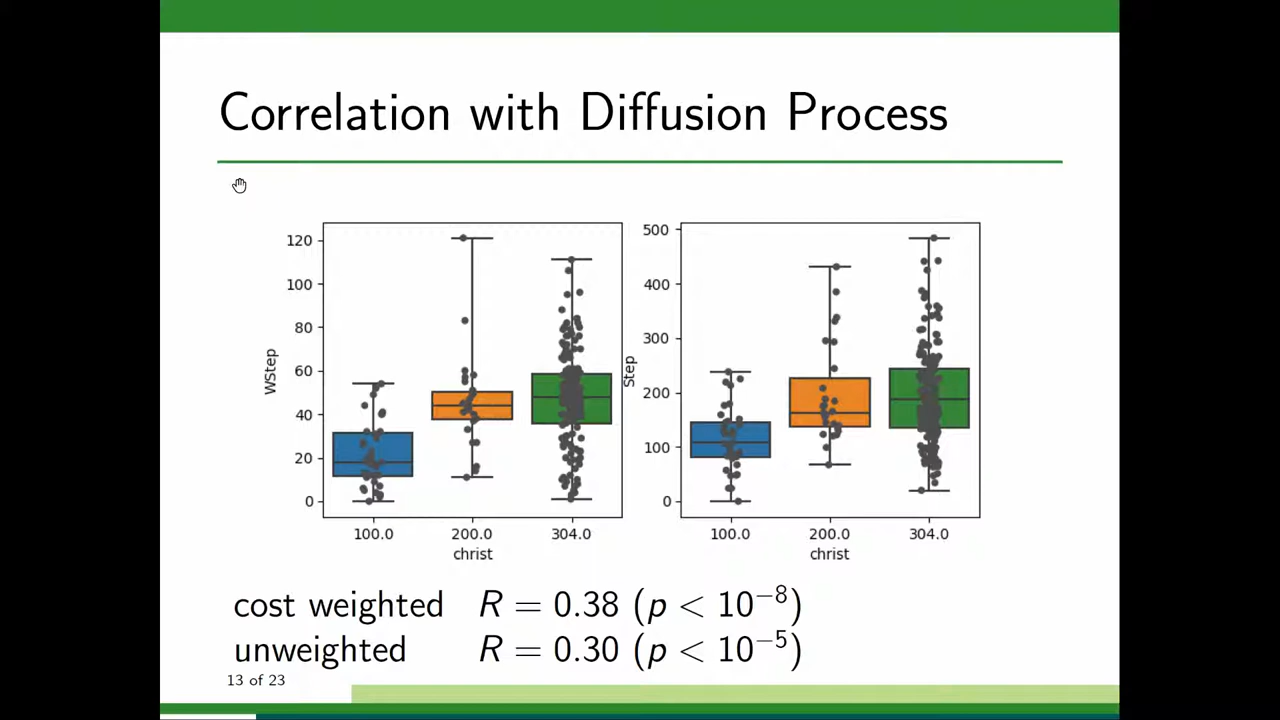 Correlation with Diffusion Process
120
100
80
60
40
20
0
WStep
100.0 200.0 304.0
christ
500
400
300
200
100
0
Step
100.0 200.0 304.0
christ
cost weighted R = 0.38 (p < 10⁻⁸)
unweighted R = 0.30 (p < 10⁻⁵)
13 of 23